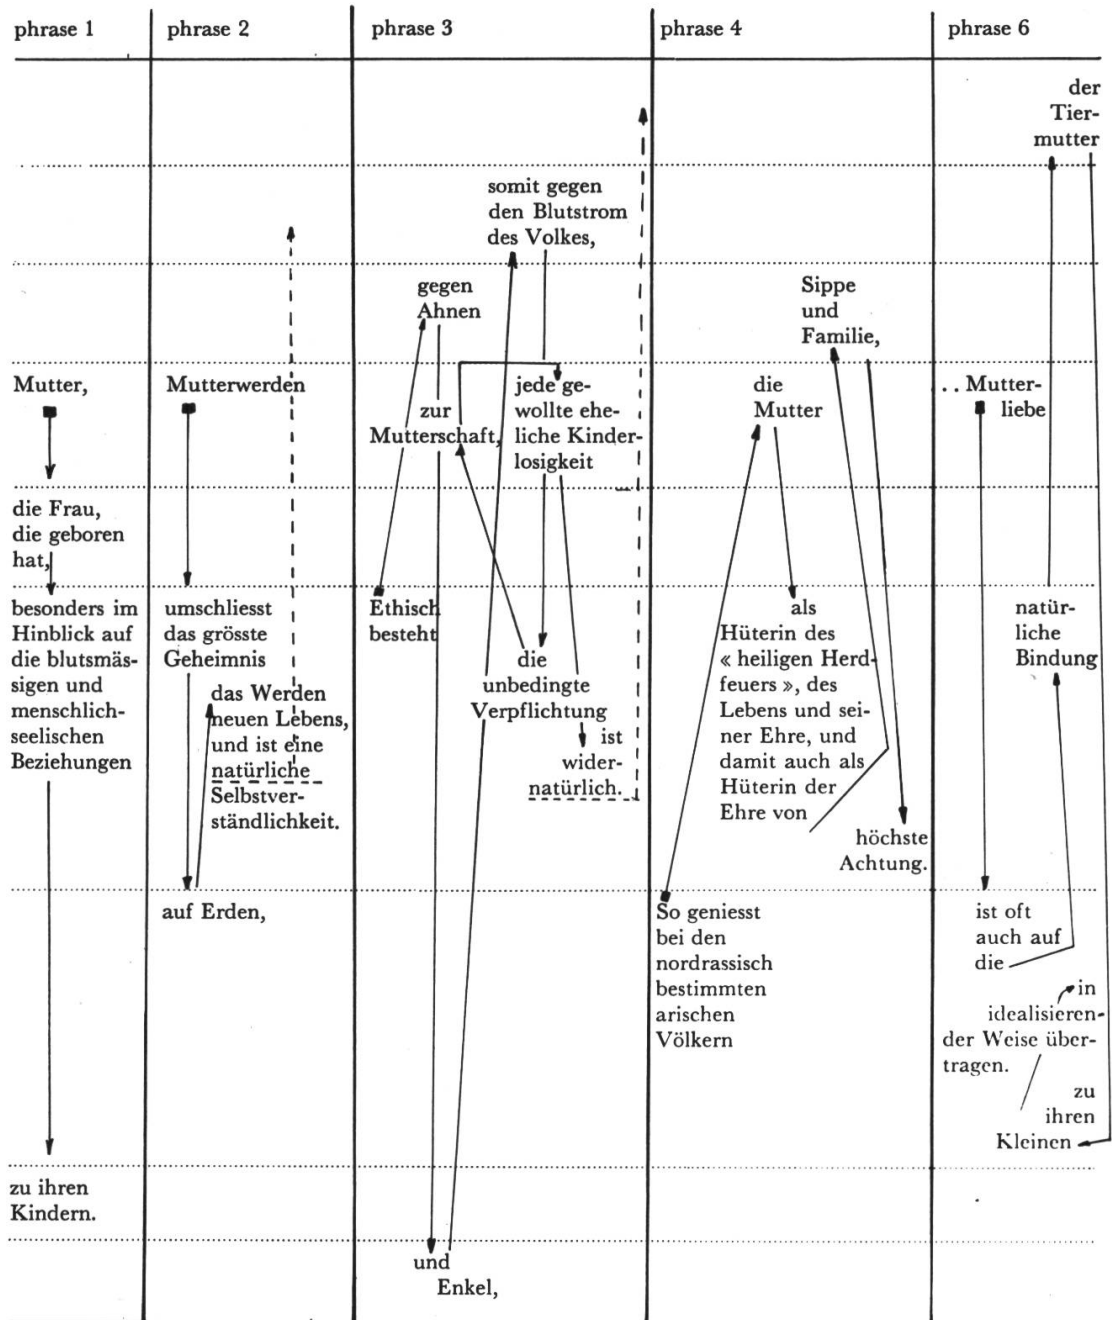 phrase 1
phrase 2
phrase 3
phrase 4
phrase 6
Mutter,
die Frau,
die geboren
hat,
besonders im
Hinblick auf
die blutsmäs-
sigen und
menschlich-
seelischen
Beziehungen
zu ihren
Kindern.
Mutterwerden
umschliesst
das grösste
Geheimnis
das Werden
neuen Lebens,
und ist eine
natürliche
Selbstver-
ständlichkeit.
auf Erden,
somit gegen
den Blutstrom
des Volkes,
gegen
Ahnen
zur
Mutterschaft,
jede ge-
wollte ehe-
liche Kinder-
losigkeit
Ethisch
besteht
die
unbedingte
Verpflichtung
ist
wider-
natürlich.
und
Enkel,
Sippe
und
Familie,
die
Mutter
als
Hüterin des
« heiligen Herd-
feuers », des
Lebens und sei-
ner Ehre, und
damit auch als
Hüterin der
Ehre von
höchste
Achtung.
So geniesst
bei den
nordrassisch
bestimmten
arischen
Völkern
der
Tier-
mutter
. . Mutter-
liebe
natür-
liche
Bindung
ist oft
auch auf
die
in
idealisieren-
der Weise über-
tragen.
zu
ihren
Kleinen